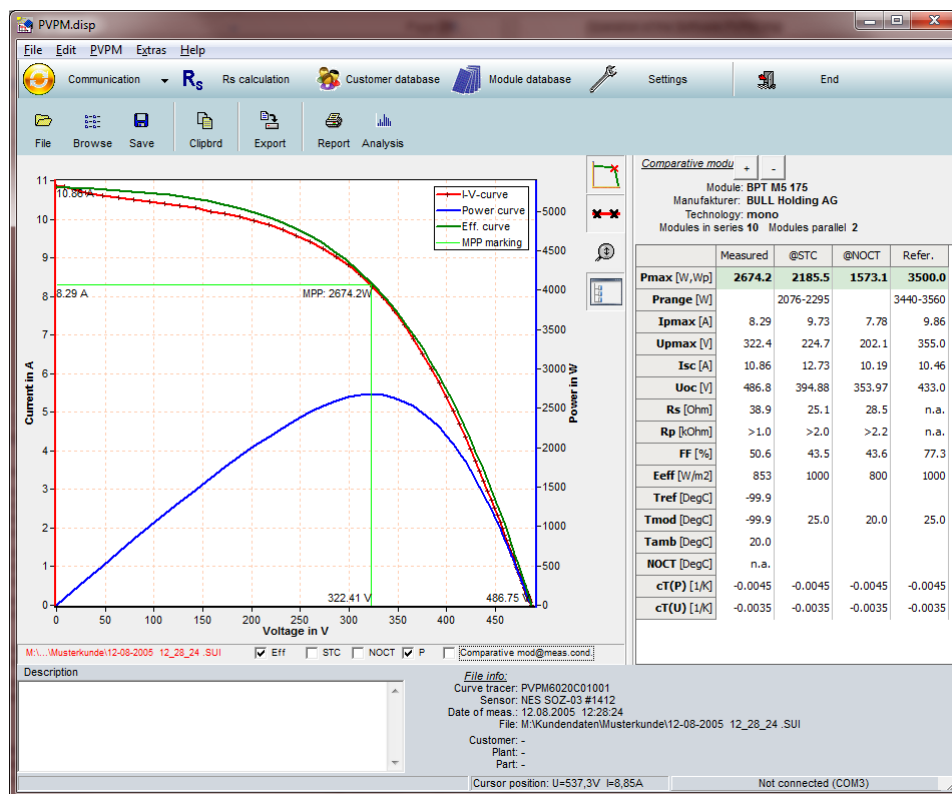 PVPM.disp
File Edit PVPM Extras Help
Communication Rs Rs calculation Customer database Module database Settings End
File Browse Save Clipbrd Export Report Analysis
Comparative modu + -
Module: BPT M5 175
Manufakturer: BULL Holding AG
Technology: mono
Modules in series 10 Modules parallel 2
Measured @STC @NOCT Refer.
Pmax [W,Wp] 2674.2 2185.5 1573.1 3500.0
Prange [W] 2076-2295 3440-3560
Ipmax [A] 8.29 9.73 7.78 9.86
Upmax [V] 322.4 224.7 202.1 355.0
Isc [A] 10.86 12.73 10.19 10.46
Uoc [V] 486.8 394.88 353.97 433.0
Rs [Ohm] 38.9 25.1 28.5 n.a.
Rp [kOhm] >1.0 >2.0 >2.2 n.a.
FF [%] 50.6 43.5 43.6 77.3
Eeff [W/m2] 853 1000 800 1000
Tref [DegC] -99.9
Tmod [DegC] -99.9 25.0 20.0 25.0
Tamb [DegC] 20.0
NOCT [DegC] n.a.
cT(P) [1/K] -0.0045 -0.0045 -0.0045 -0.0045
cT(U) [1/K] -0.0035 -0.0035 -0.0035 -0.0035
I-V-curve
Power curve
Eff. curve
MPP marking
Current in A
11
10
9
8
7
6
5
4
3
2
1
0
10.86 A
8.29 A
MPP: 2674.2W
322.41 V
486.75 V
Power in W
5000
4500
4000
3500
3000
2500
2000
1500
1000
500
0
0 50 100 150 200 250 300 350 400 450
Voltage in V
M:\...\Musterkunde\12-08-2005 12_28_24 .SUI Eff STC NOCT P Comparative mod@meas.cond.
Description
File info:
Curve tracer: PVPM6020C01001
Sensor: NES SOZ-03 #1412
Date of meas.: 12.08.2005 12:28:24
File: M:\Kundendaten\Musterkunde\12-08-2005 12_28_24 .SUI
Customer: -
Plant: -
Part: -
Cursor position: U=537,3V I=8,85A Not connected (COM3)